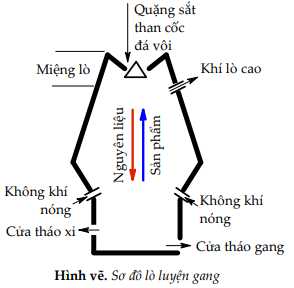 Quặng sắt
than cốc
đá vôi
Miệng lò
Khí lò cao
Nguyên liệu
Sản phẩm
Không khí
nóng
Không khí
nóng
Cửa tháo xỉ
Cửa tháo gang
Hình vẽ. Sơ đồ lò luyện gang